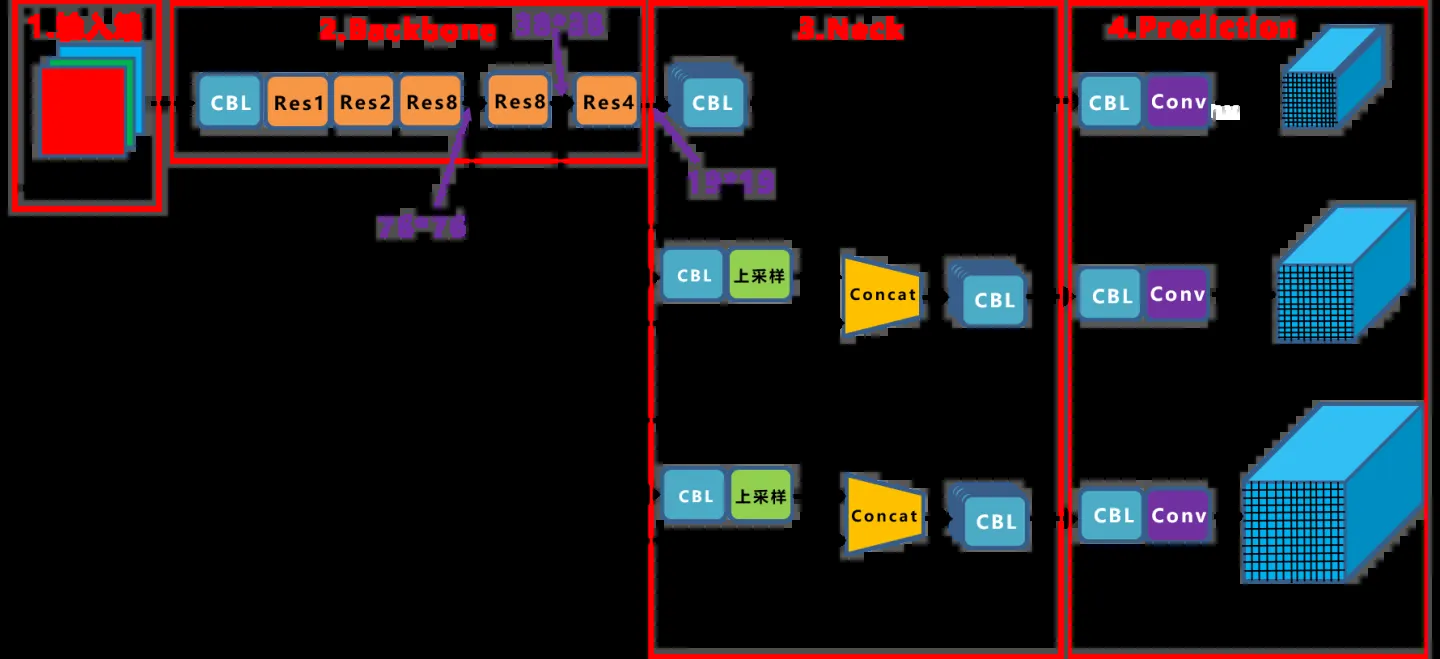 1.输入端
2.Backbone
38*38
3.Neck
4.Prediction
CBL
Res1
Res2
Res8
Res8
Res4
CBL
CBL
Conv
19*19
76*76
CBL
上采样
Concat
CBL
CBL
Conv
CBL
上采样
Concat
CBL
CBL
Conv